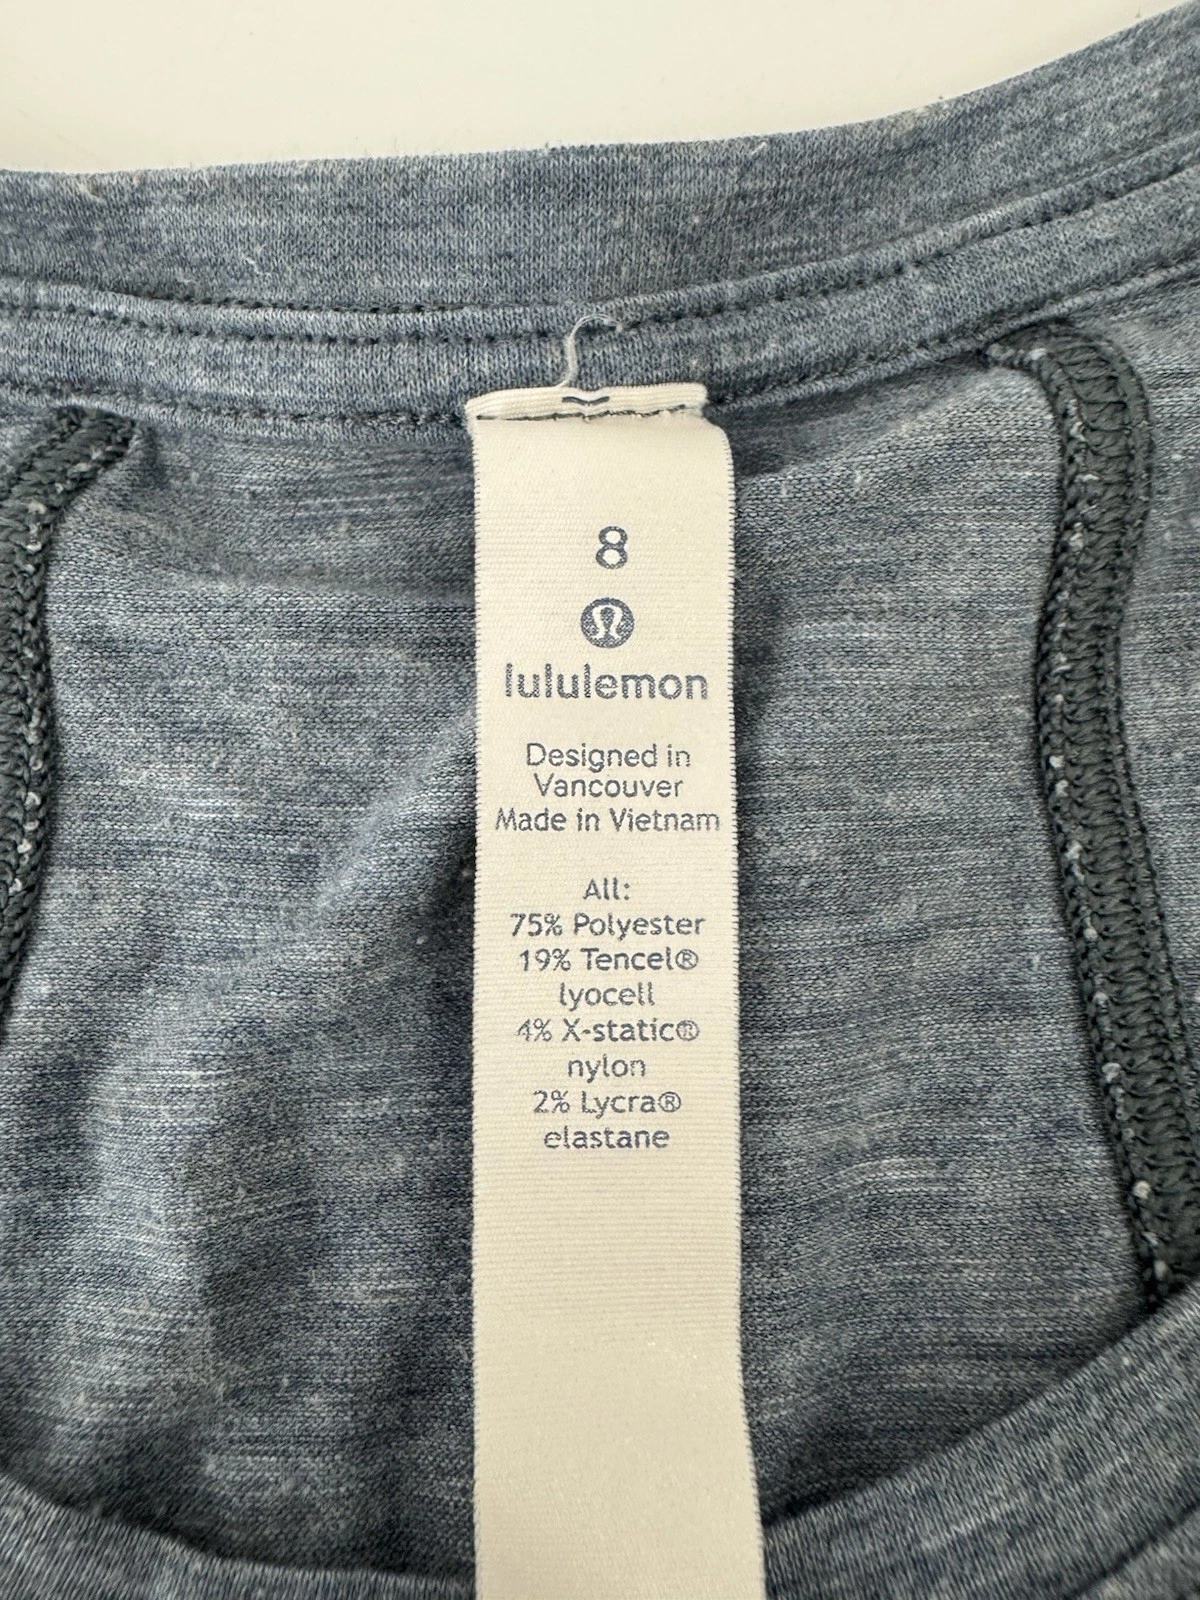 8
lululemon
Designed in
Vancouver
Made in Vietnam
All:
75% Polyester
19% Tencel®
lyocell
4% X-static®
nylon
2% Lycra®
elastane